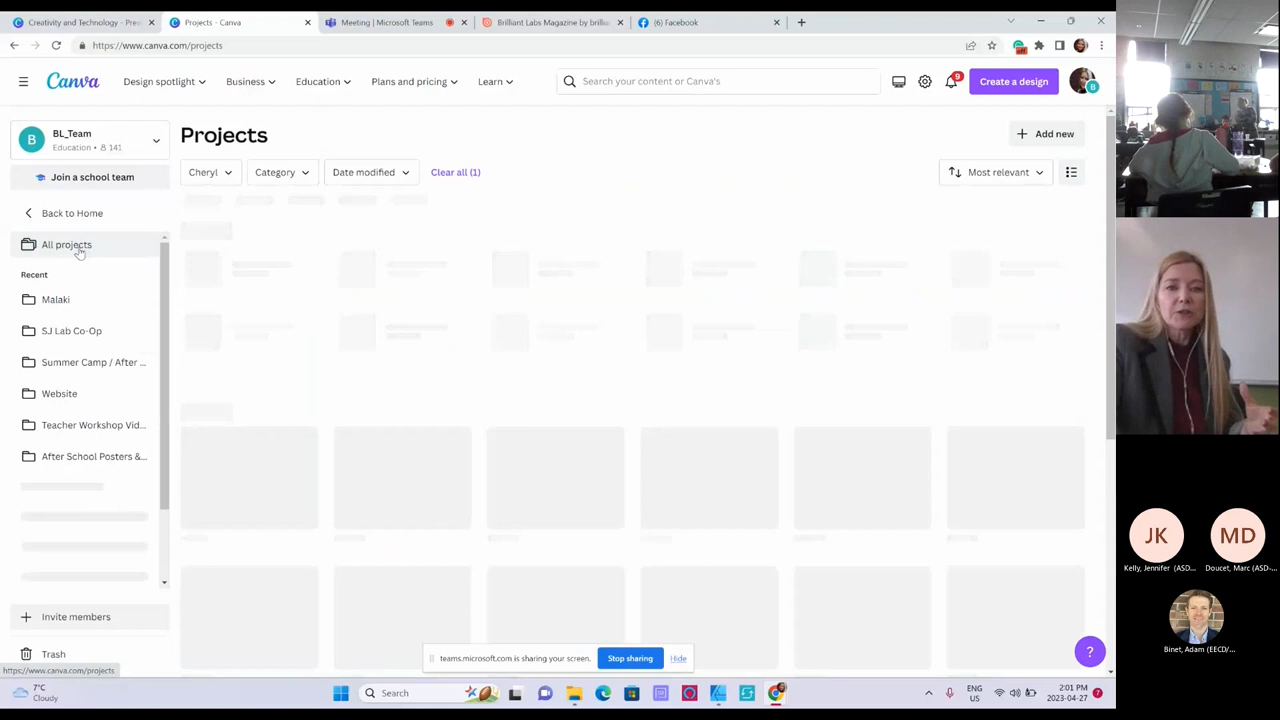 Creativity and Technology - Pres
Projects - Canva
Meeting | Microsoft Teams
Brilliant Labs Magazine by brillia
(6) Facebook
https://www.canva.com/projects
off
Canva
Design spotlight
Business
Education
Plans and pricing
Learn
Search your content or Canva's
9
Create a design
B
B
BL_Team
Education • 141
Join a school team
Projects
Add new
Cheryl
Category
Date modified
Clear all (1)
Most relevant
Back to Home
All projects
Recent
Malaki
SJ Lab Co-Op
Summer Camp / After ...
Website
Teacher Workshop Vid...
After School Posters &...
Invite members
Trash
https://www.canva.com/projects
teams.microsoft.com is sharing your screen.
Stop sharing
Hide
?
JK
MD
Kelly, Jennifer (ASD...
Doucet, Marc (ASD-...
Binet, Adam (EECD/...
7°C
Cloudy
Search
ENG
US
2:01 PM
2023-04-27
7